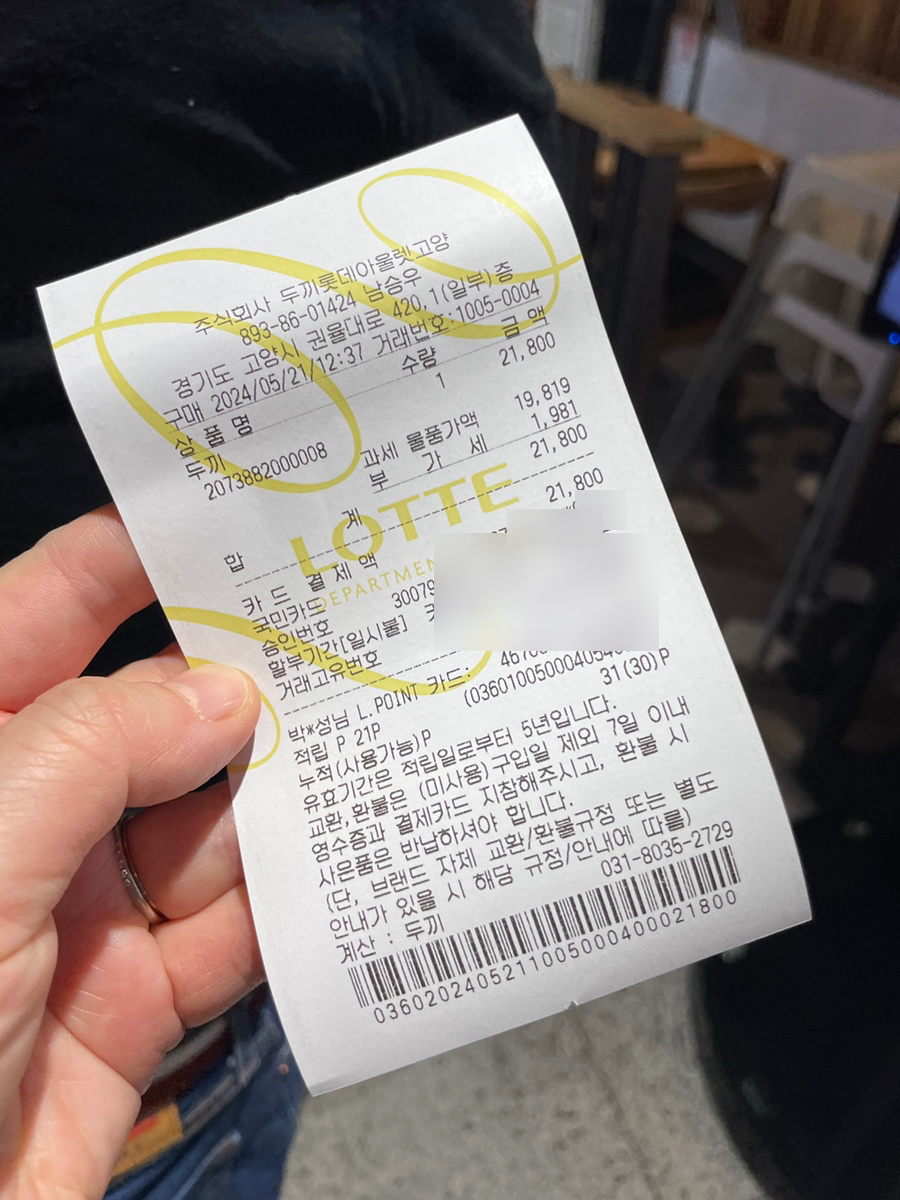 주식회사 두끼롯데아울렛고양
893-86-01424 남승우
경기도 고양시 권율대로 420,1(일부)층
구매 2024/05/21/12:37 거래번호:1005-0004
상 품 명 수량 금 액
두끼 1 21,800
2073882000008
과세 물품가액 19,819
부 가 세 1,981
21,800
합 계
LOTTE
카 드 결 제 액 21,800
국민카드
승인번호 30079
할부기간[일시불]
거래고유번호
박*성님 L.POINT 카드:
적립 P 21P
누적(사용가능)P 31(30)P
유효기간은 적립일로부터 5년입니다.
교환,환불은 (미사용)구입일 제외 7일 이내
영수증과 결제카드 지참해주시고, 환불 시
사은품은 반납하셔야 합니다.
(단, 브랜드 자체 교환/환불규정 또는 별도
안내가 있을 시 해당 규정/안내에 따름)
계산 : 두끼 031-8035-2729
0360202405211005000400021800